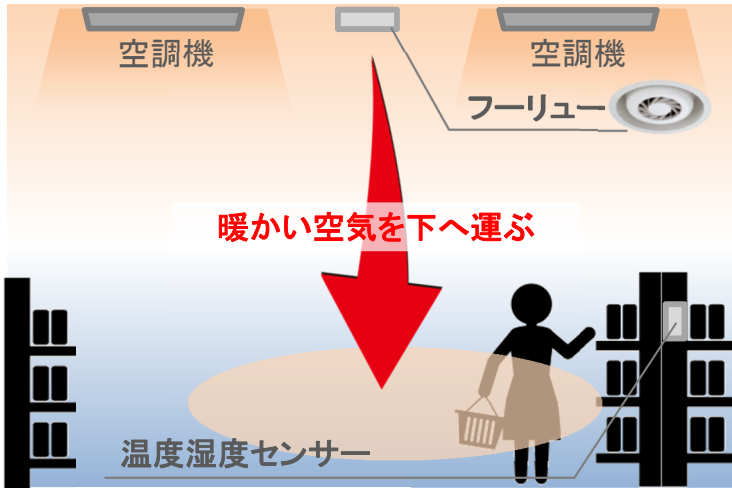 空調機
空調機
フーリュー
暖かい空気を下へ運ぶ
温度湿度センサー